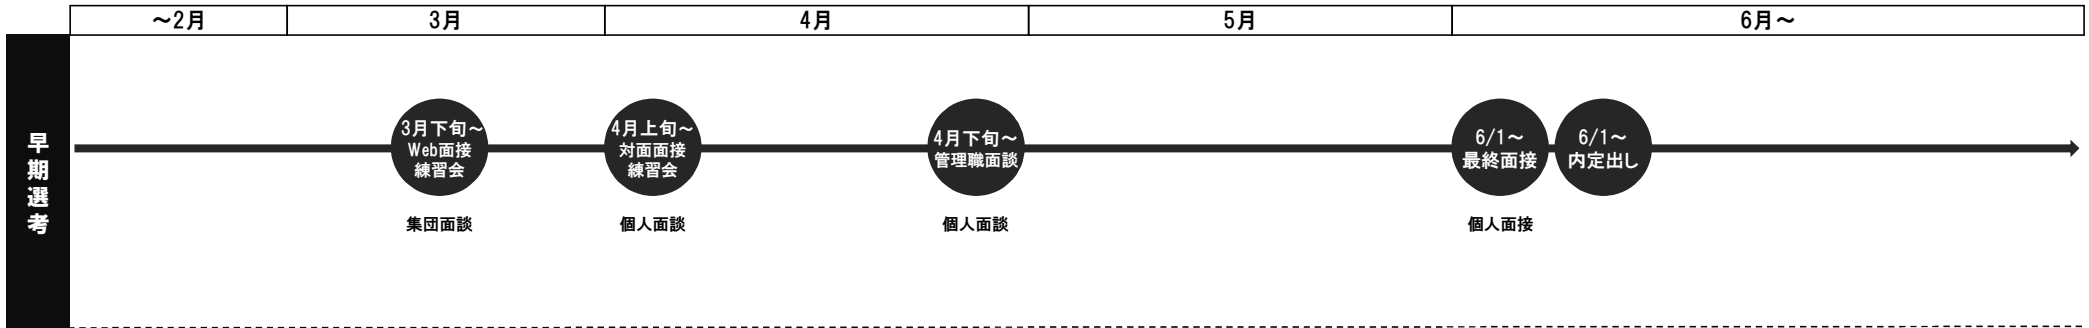 ～2月
3月
4月
5月
6月～
早期選考
3月下旬～
Web面接
練習会
集団面談
4月上旬～
対面面接
練習会
個人面談
4月下旬～
管理職面談
個人面談
6/1～
最終面接
個人面接
6/1～
内定出し